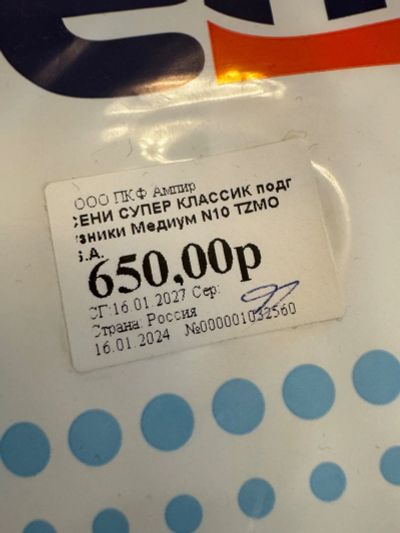 ООО ПКФ Ампир
СЕНИ СУПЕР КЛАССИК подг
узники Медиум N10 TZMO
S.A.
650,00р
СГ:16.01.2027 Сер:
Страна: Россия
16.01.2024 №000001032560